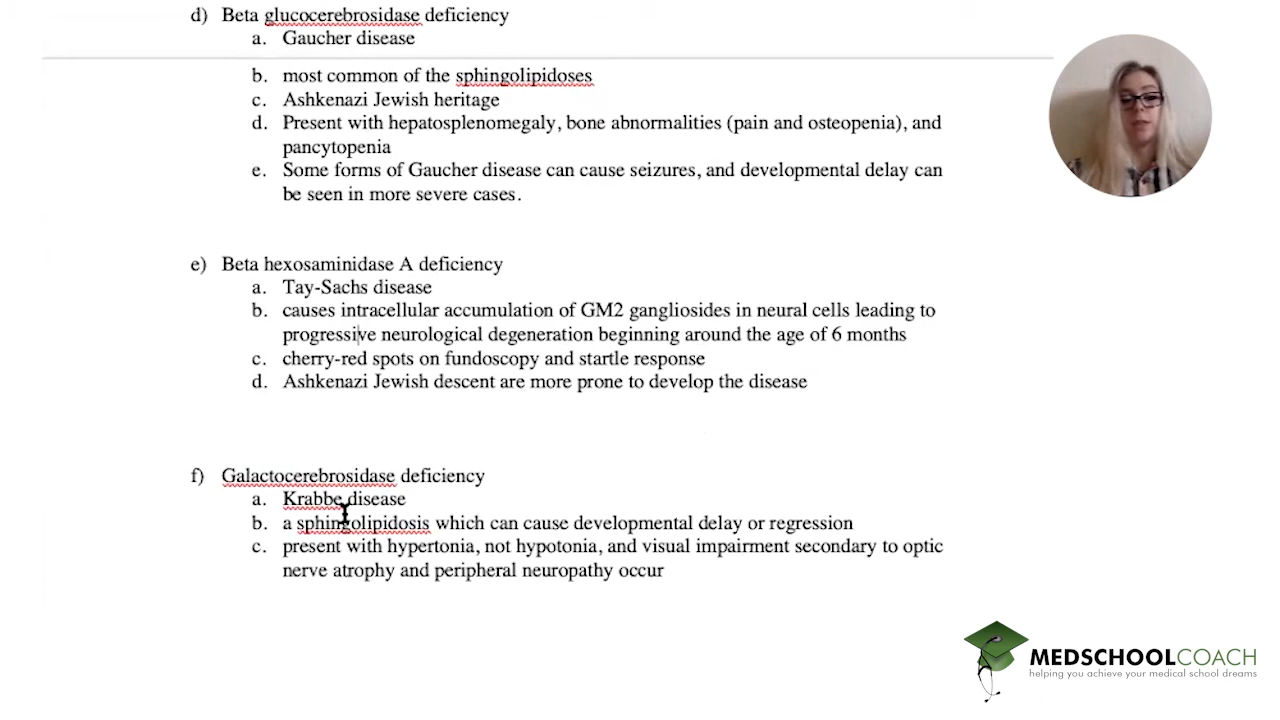 d) Beta glucocerebrosidase deficiency
a. Gaucher disease
b. most common of the sphingolipidoses
c. Ashkenazi Jewish heritage
d. Present with hepatosplenomegaly, bone abnormalities (pain and osteopenia), and
pancytopenia
e. Some forms of Gaucher disease can cause seizures, and developmental delay can
be seen in more severe cases.
e) Beta hexosaminidase A deficiency
a. Tay-Sachs disease
b. causes intracellular accumulation of GM2 gangliosides in neural cells leading to
progressive neurological degeneration beginning around the age of 6 months
c. cherry-red spots on fundoscopy and startle response
d. Ashkenazi Jewish descent are more prone to develop the disease
f) Galactocerebrosidase deficiency
a. Krabbe disease
b. a sphingolipidosis which can cause developmental delay or regression
c. present with hypertonia, not hypotonia, and visual impairment secondary to optic
nerve atrophy and peripheral neuropathy occur
MEDSCHOOLCOACH
helping you achieve your medical school dreams